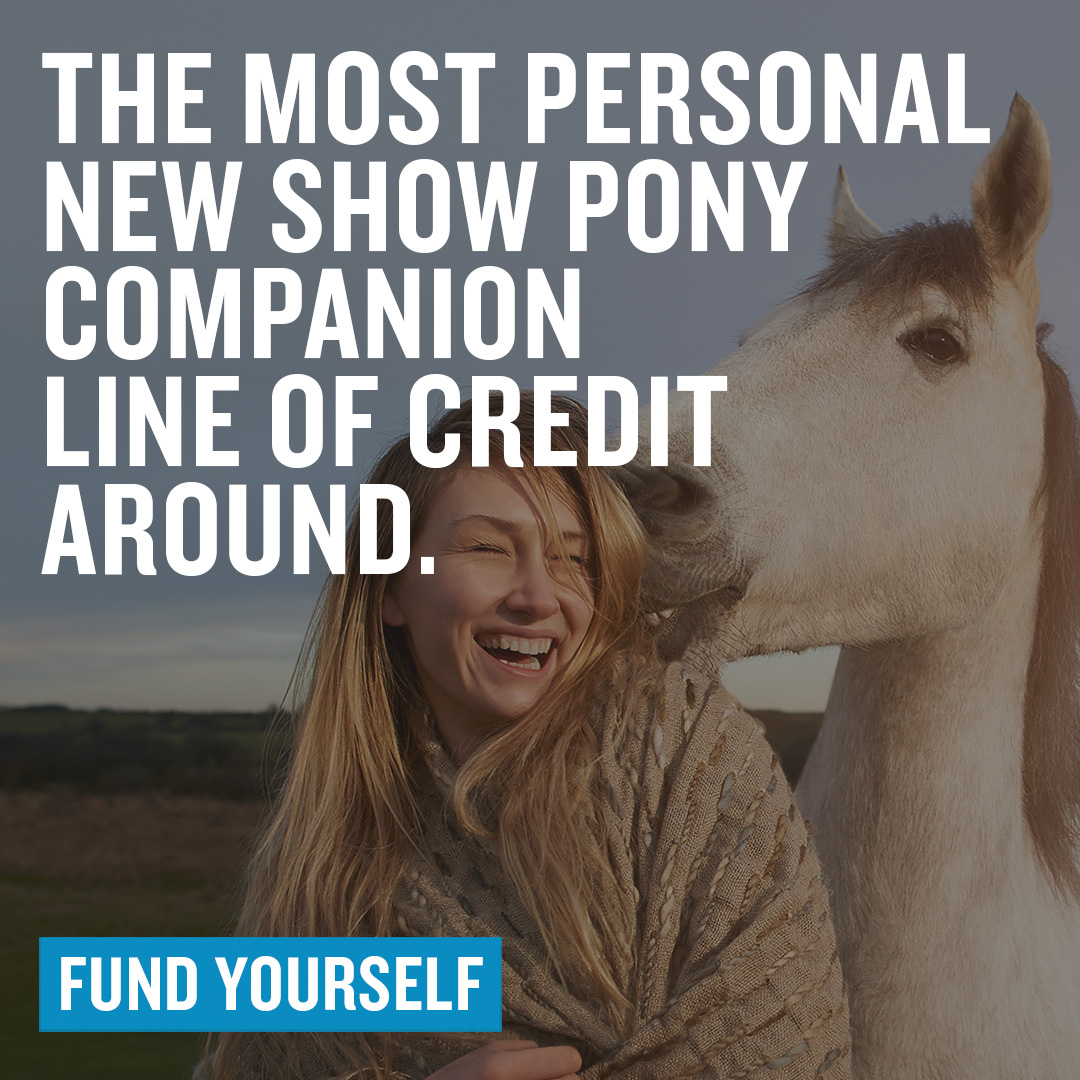 THE MOST PERSONAL
NEW SHOW PONY
COMPANION
LINE OF CREDIT
AROUND.
FUND YOURSELF